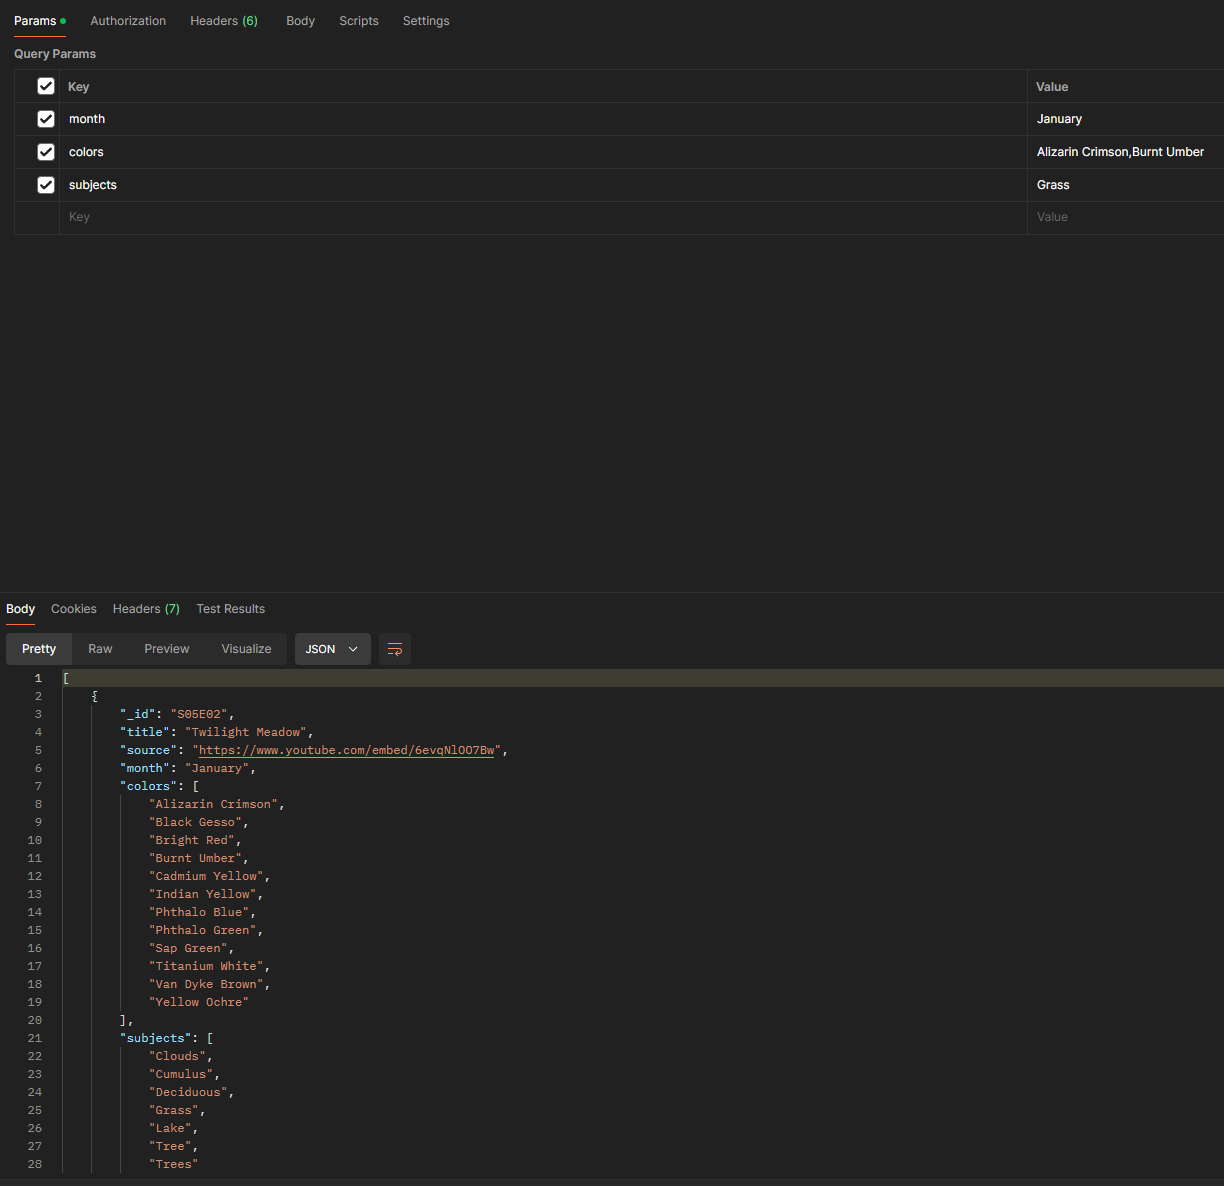 Params Authorization Headers (6) Body Scripts Settings
Query Params
Key Value
month January
colors Alizarin Crimson,Burnt Umber
subjects Grass
Key Value
Body Cookies Headers (7) Test Results
Pretty Raw Preview Visualize JSON
1 [
2 {
3 "_id": "S05E02",
4 "title": "Twilight Meadow",
5 "source": "https://www.youtube.com/embed/6evqNlOO7Bw",
6 "month": "January",
7 "colors": [
8 "Alizarin Crimson",
9 "Black Gesso",
10 "Bright Red",
11 "Burnt Umber",
12 "Cadmium Yellow",
13 "Indian Yellow",
14 "Phthalo Blue",
15 "Phthalo Green",
16 "Sap Green",
17 "Titanium White",
18 "Van Dyke Brown",
19 "Yellow Ochre"
20 ],
21 "subjects": [
22 "Clouds",
23 "Cumulus",
24 "Deciduous",
25 "Grass",
26 "Lake",
27 "Tree",
28 "Trees"